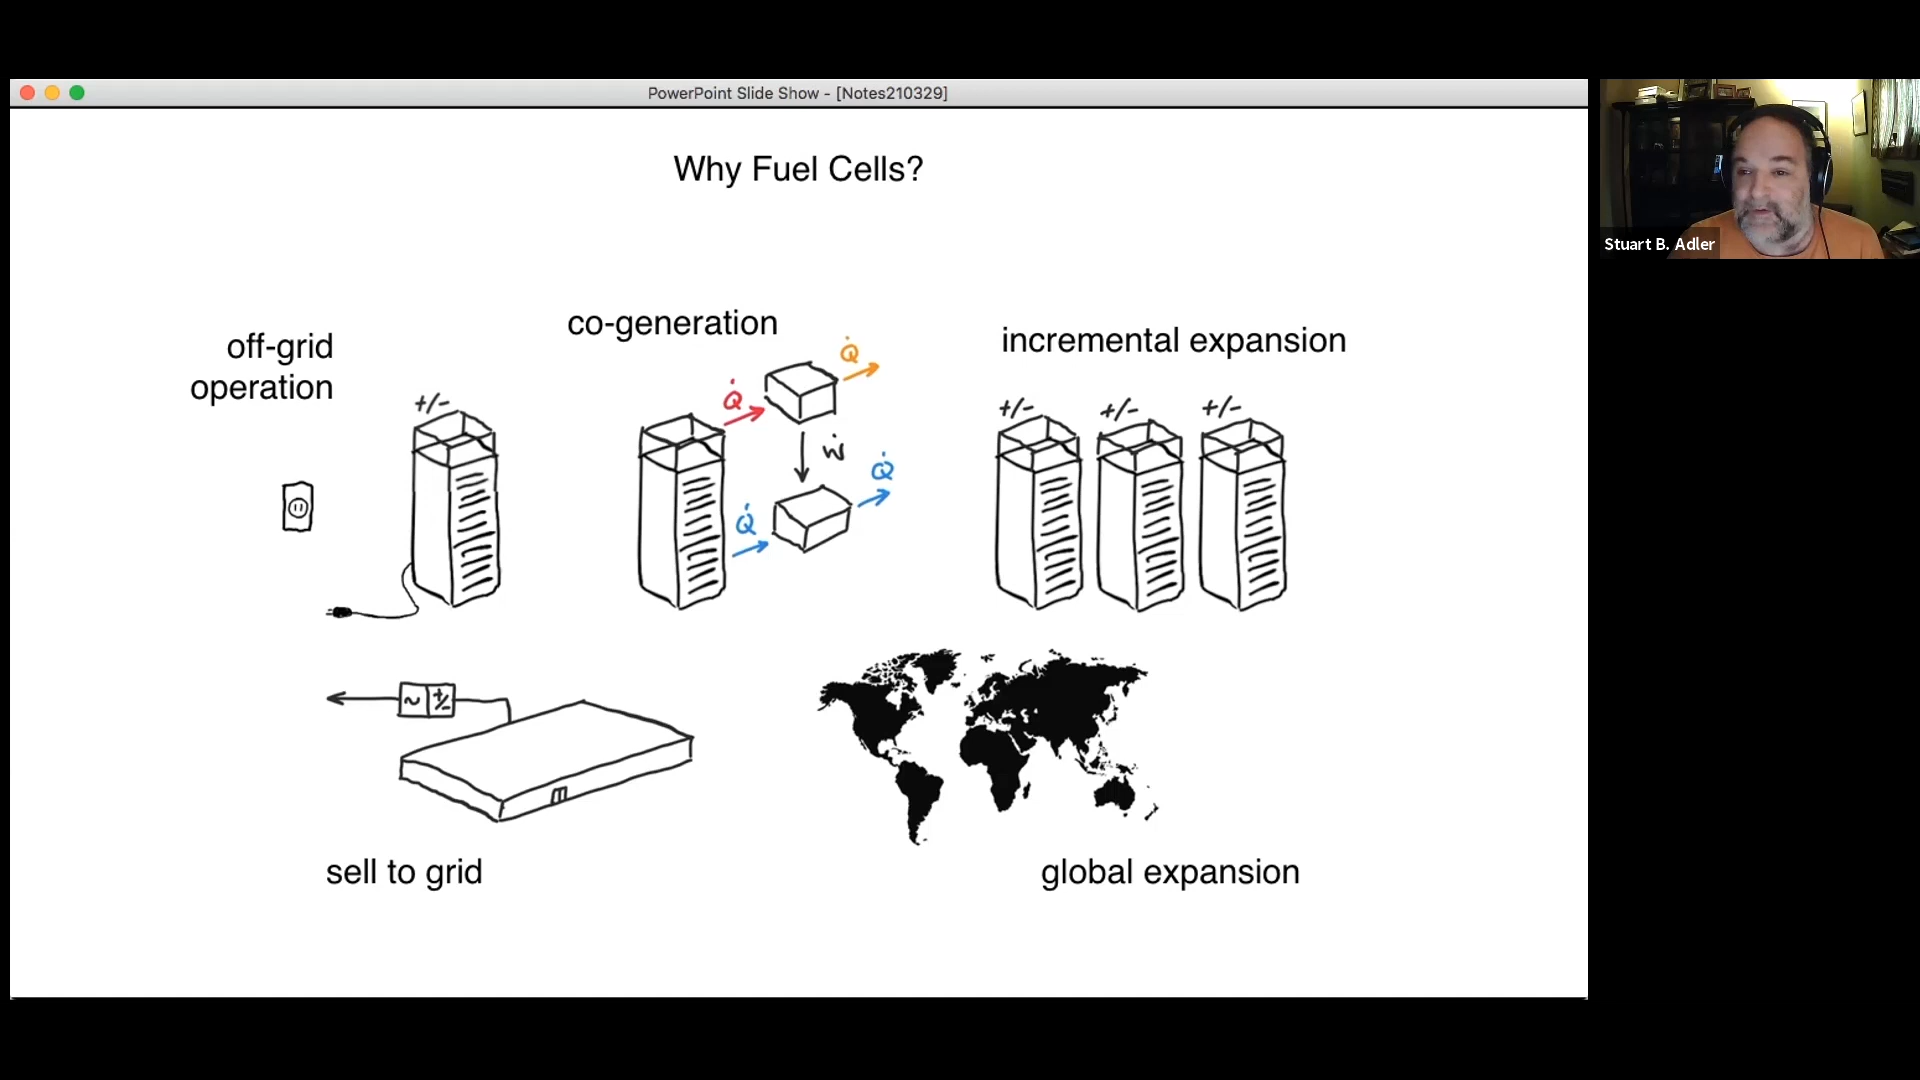 PowerPoint Slide Show - [Notes210329]
Why Fuel Cells?
Stuart B. Adler
off-grid
operation
+/-
co-generation
Q̇
Q̇
Ẇ
Q̇
Q̇
incremental expansion
+/-
+/-
+/-
~ +/-
sell to grid
global expansion